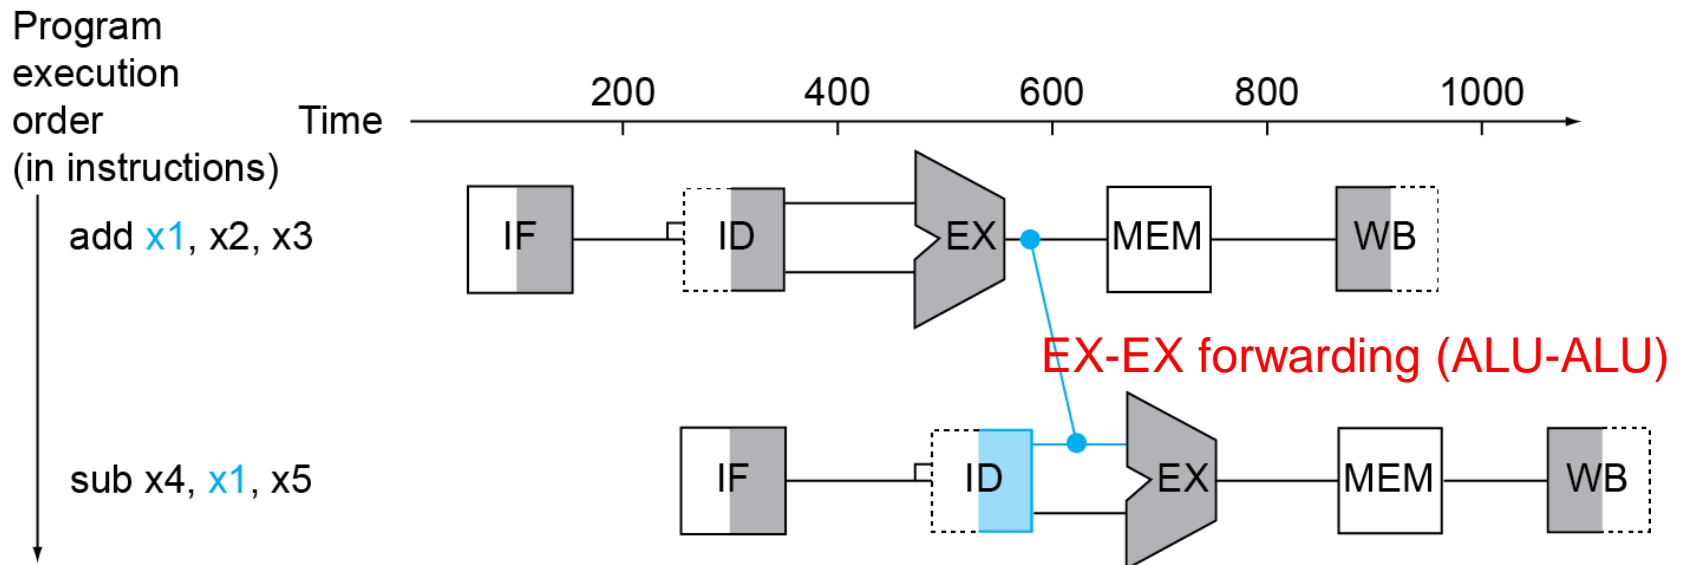 Program
execution
order
(in instructions)
Time
200 400 600 800 1000
add x1, x2, x3
IF ID EX MEM WB
EX-EX forwarding (ALU-ALU)
sub x4, x1, x5
IF ID EX MEM WB